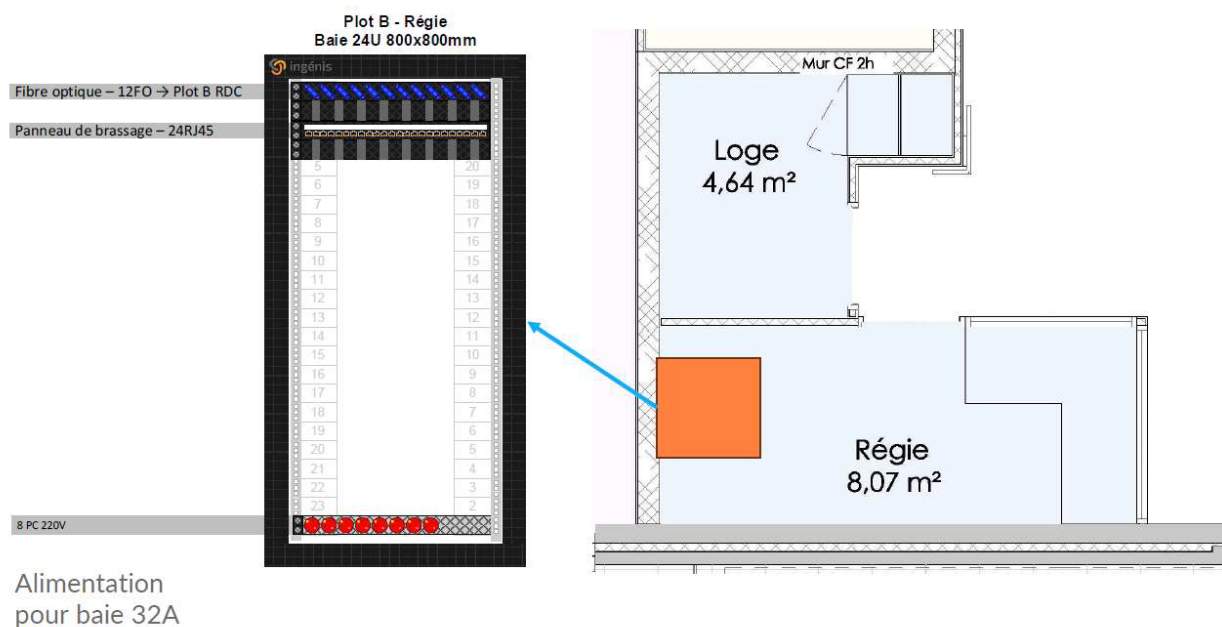 Plot B - Régie
Baie 24U 800x800mm
ingénis
Fibre optique – 12FO → Plot B RDC
Panneau de brassage – 24RJ45
5 20
6 19
7 18
8 17
9 16
10 15
11 14
12 13
13 12
14 11
15 10
16 9
17 8
18 7
19 6
20 5
21 4
22 3
23 2
8 PC 220V
Alimentation
pour baie 32A
Mur CF 2h
Loge
4,64 m²
Régie
8,07 m²